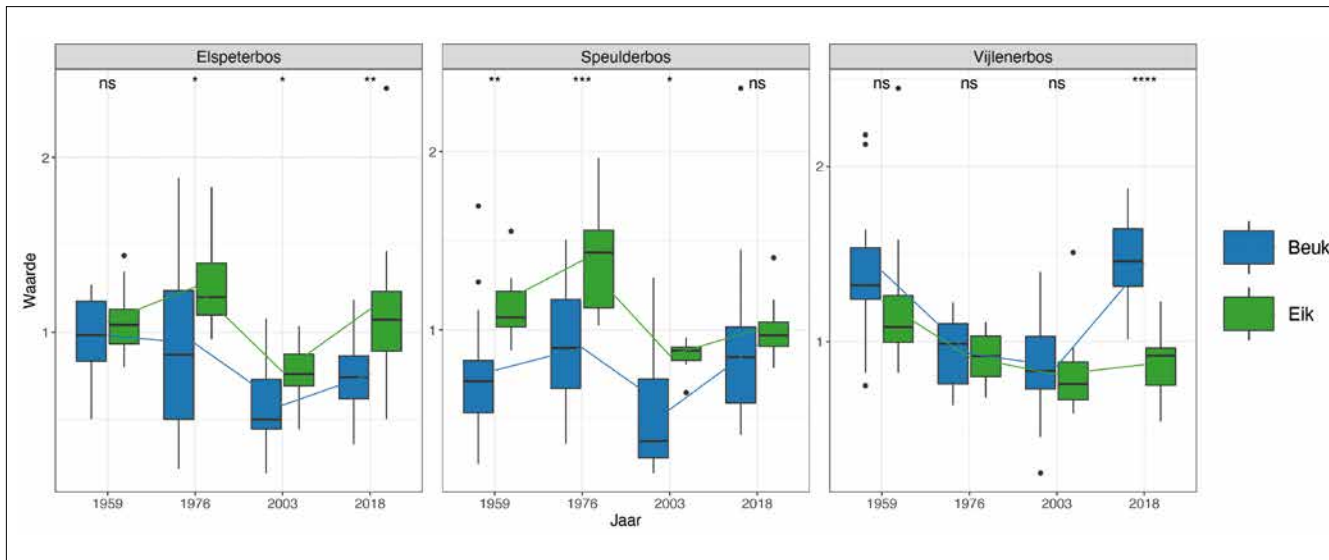 Elspeterbos
Speulderbos
Vijlenerbos
ns * * **
** *** * ns
ns ns ns ****
2
1
2
1
2
1
Waarde
1959 1976 2003 2018
1959 1976 2003 2018
1959 1976 2003 2018
Jaar
Beuk
Eik